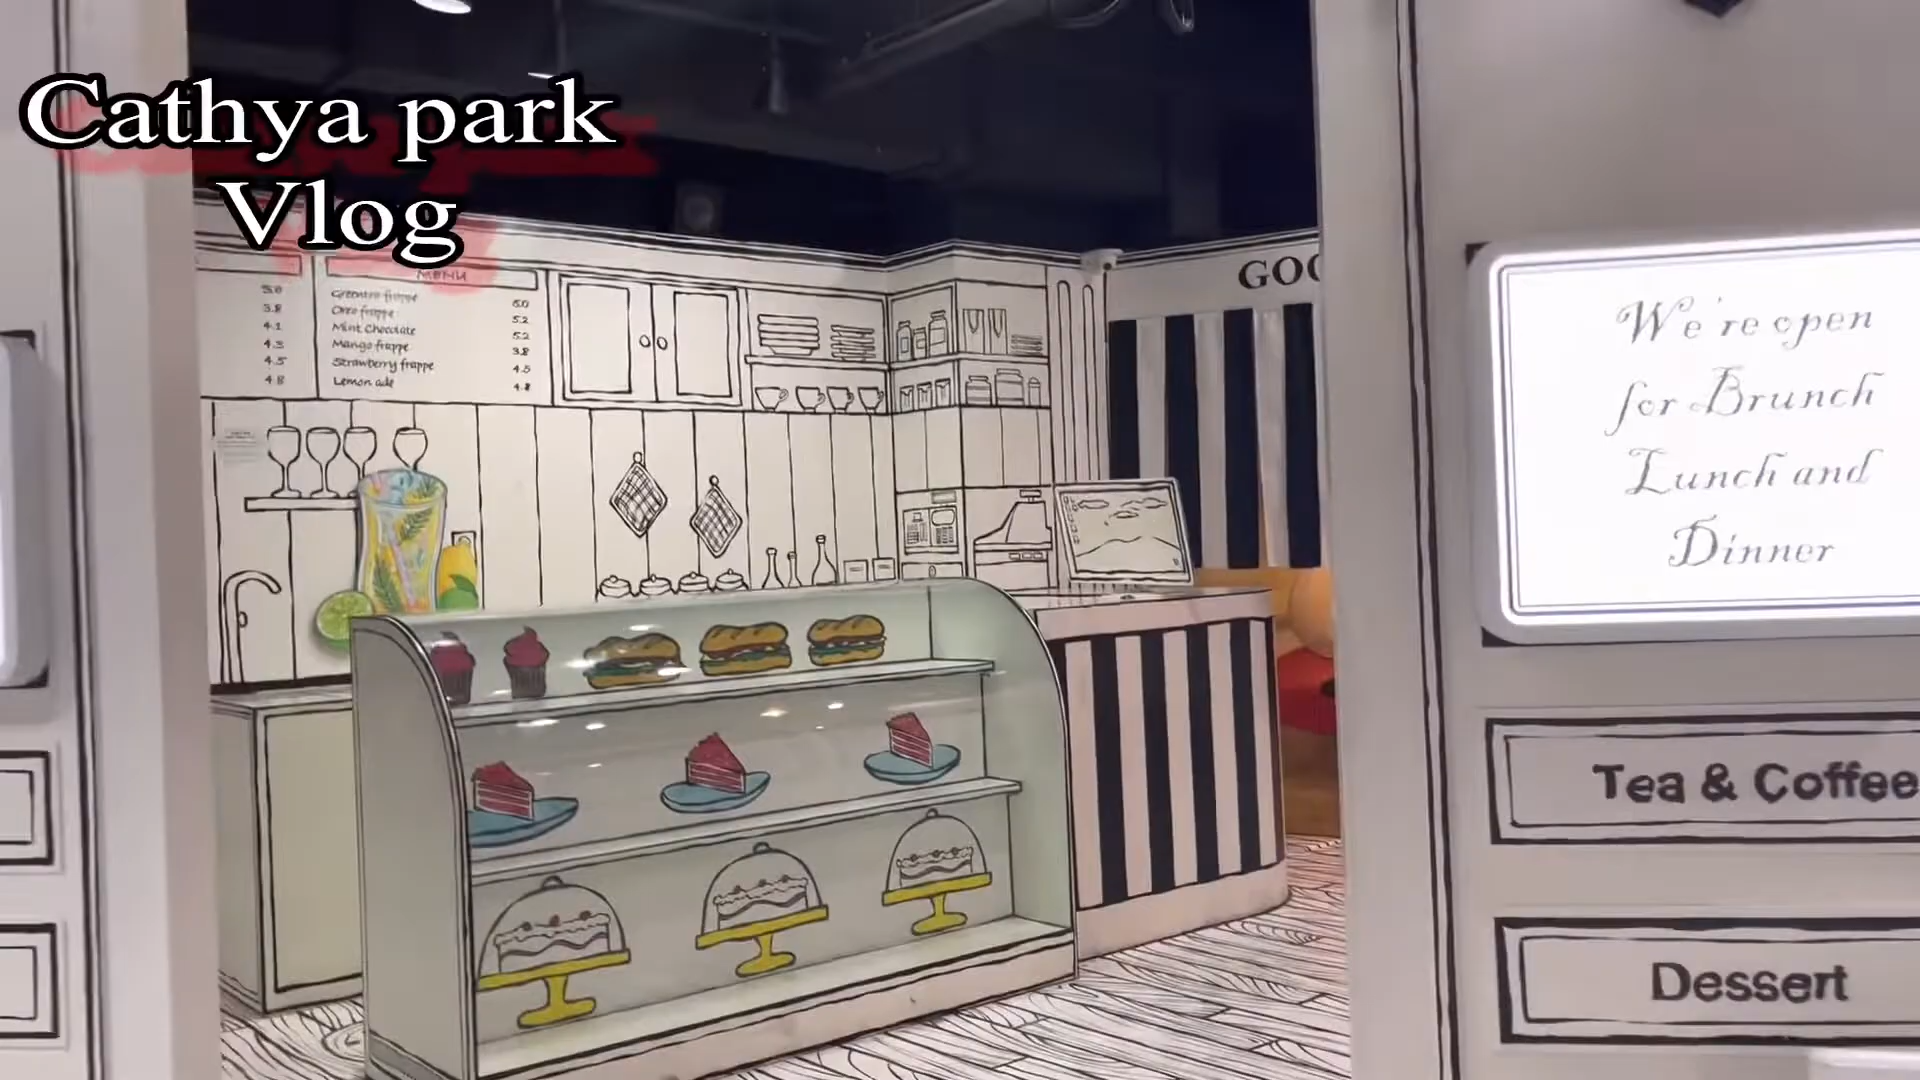 Cathya park
Vlog
MENU
3.8
4.1
4.3
4.5
4.8
Greentea frappe 5.0
Oreo frappe 5.2
Mint Chocolate 5.2
Mango frappe 3.8
Strawberry frappe 4.5
Lemon ade 4.8
GOO
We're open
for Brunch
Lunch and
Dinner
Tea & Coffee
Dessert